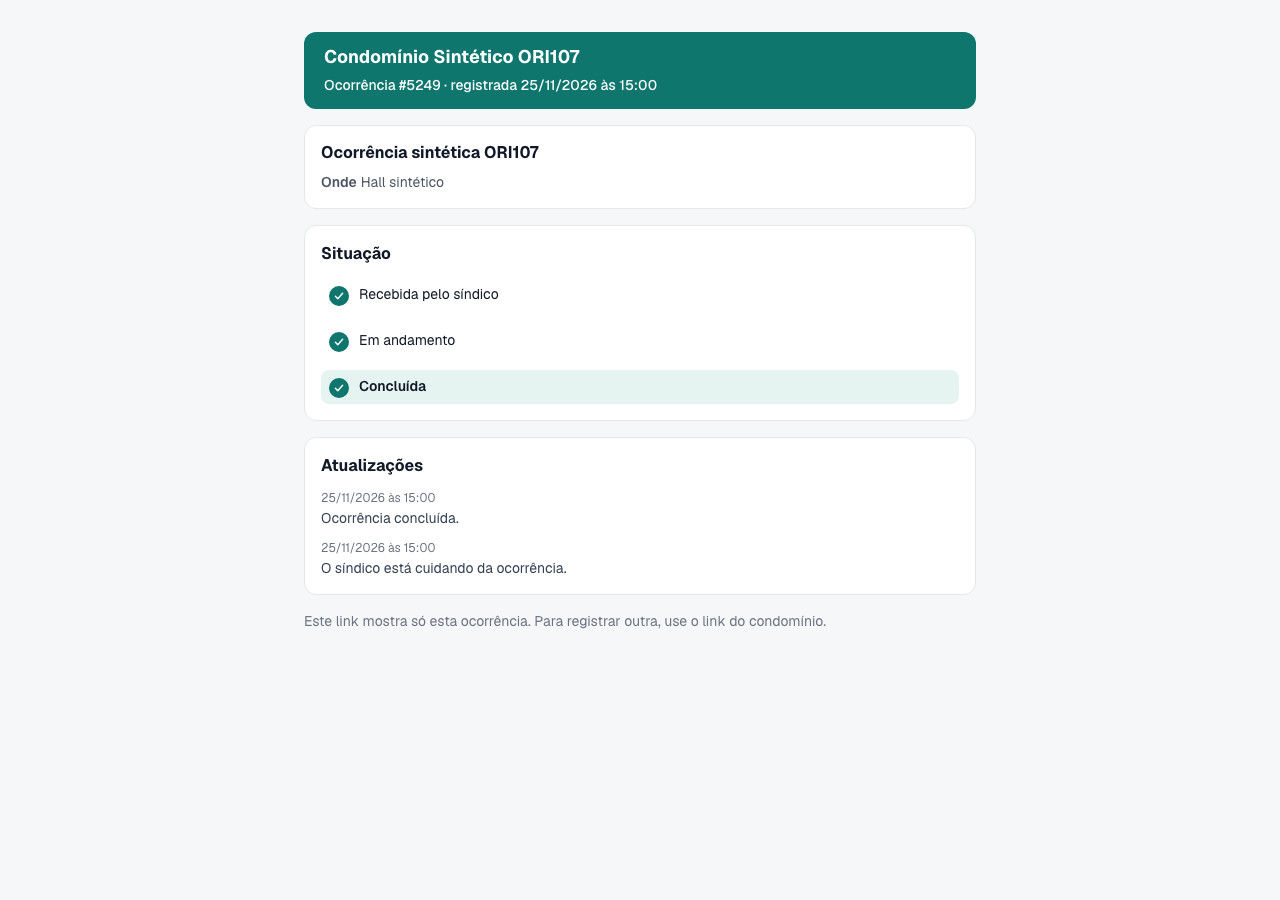 Condomínio Sintético ORI107
Ocorrência #5249 · registrada 25/11/2026 às 15:00
Ocorrência sintética ORI107
Onde Hall sintético
Situação
Recebida pelo síndico
Em andamento
Concluída
Atualizações
25/11/2026 às 15:00
Ocorrência concluída.
25/11/2026 às 15:00
O síndico está cuidando da ocorrência.
Este link mostra só esta ocorrência. Para registrar outra, use o link do condomínio.